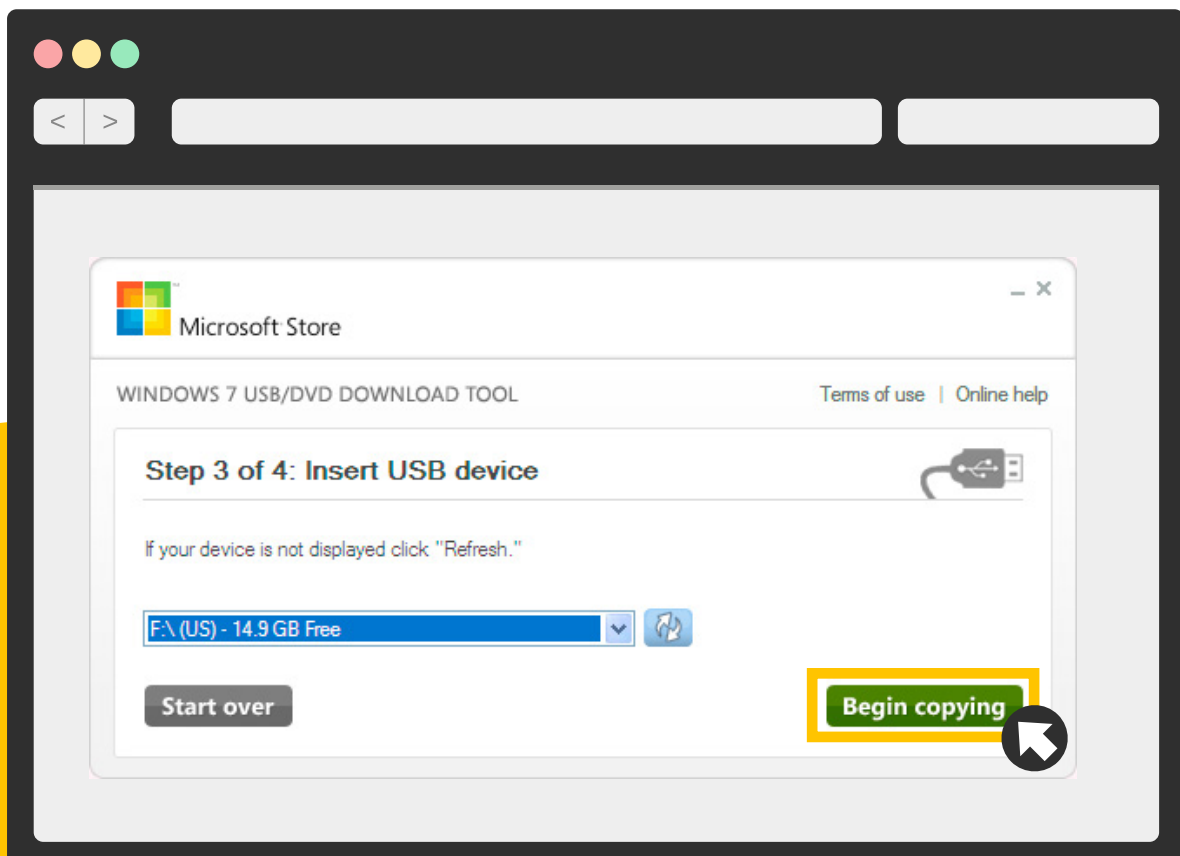 < >
™
Microsoft Store
WINDOWS 7 USB/DVD DOWNLOAD TOOL
Terms of use | Online help
Step 3 of 4: Insert USB device
If your device is not displayed click "Refresh."
F:\ (US) - 14.9 GB Free
Start over
Begin copying